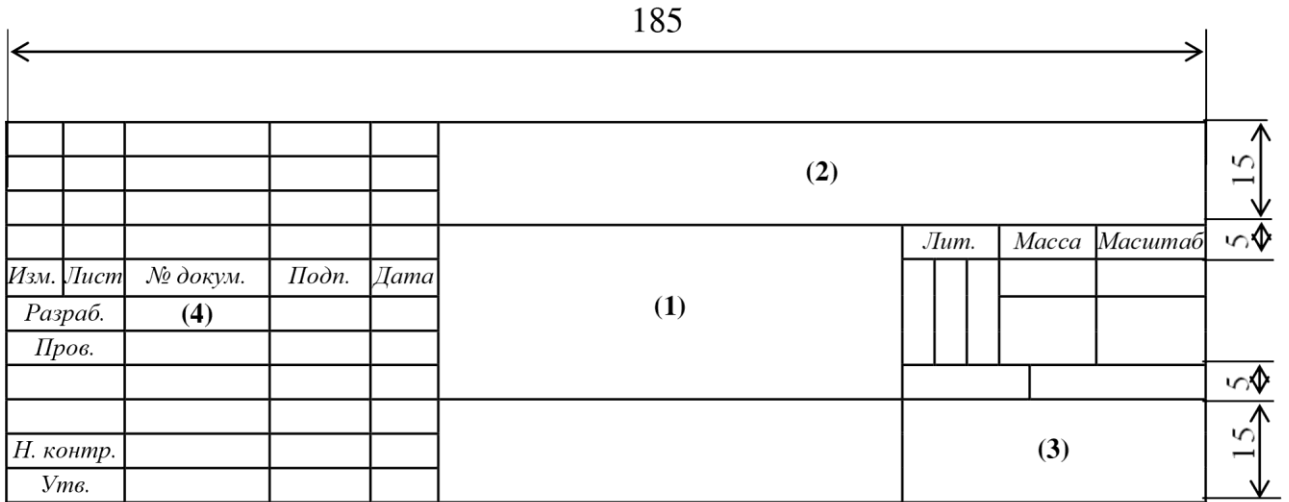 185
(2)
15
Лит. Масса Масштаб
5
Изм. Лист № докум. Подп. Дата
(1)
Разраб. (4)
Пров.
5
(3)
15
Н. контр.
Утв.